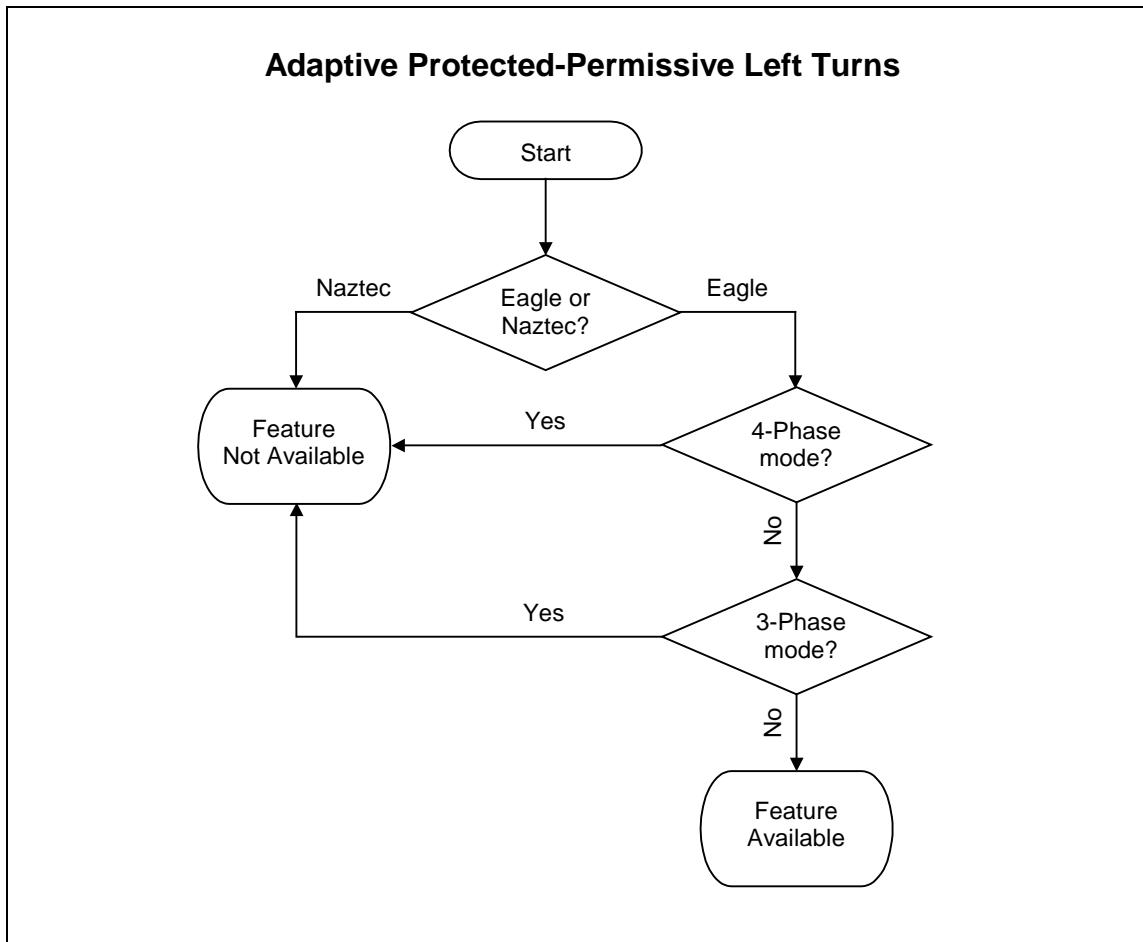 Adaptive Protected-Permissive Left Turns
Start
Naztec
Eagle or
Naztec?
Eagle
Feature
Not Available
Yes
4-Phase
mode?
No
Yes
3-Phase
mode?
No
Feature
Available